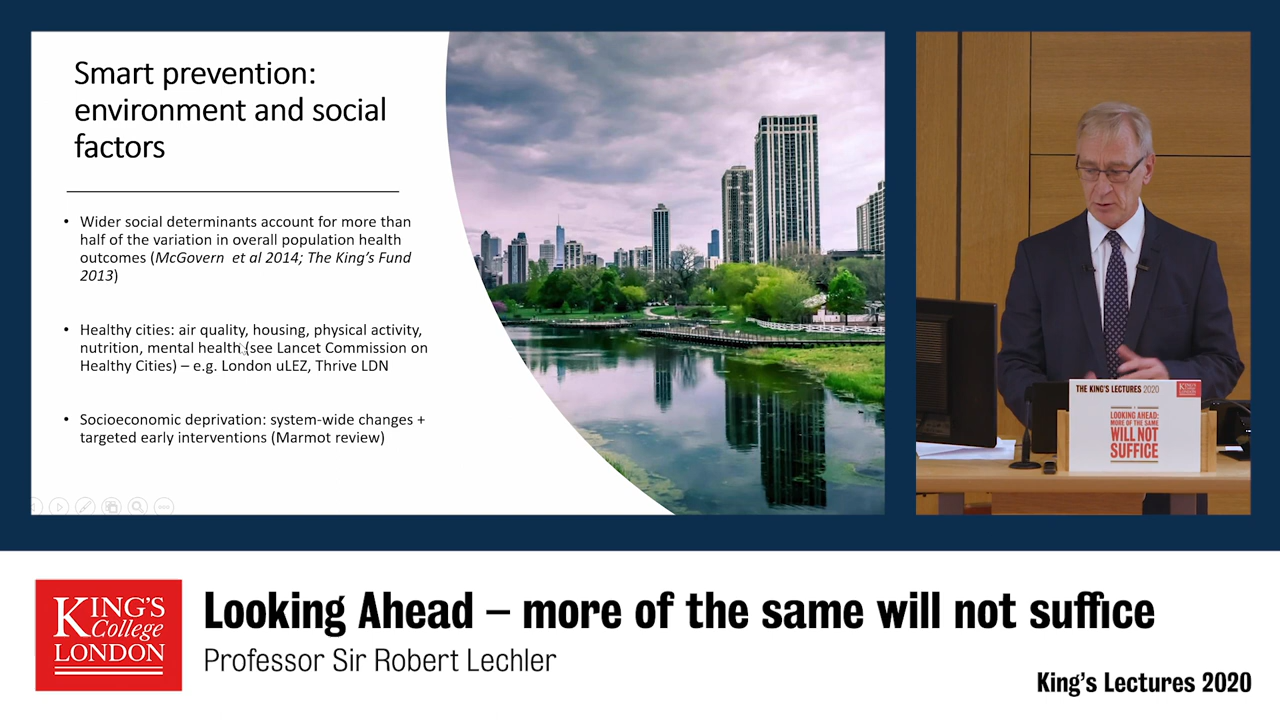 Smart prevention:
environment and social
factors
• Wider social determinants account for more than
half of the variation in overall population health
outcomes (McGovern et al 2014; The King's Fund
2013)
• Healthy cities: air quality, housing, physical activity,
nutrition, mental health (see Lancet Commission on
Healthy Cities) – e.g. London uLEZ, Thrive LDN
• Socioeconomic deprivation: system-wide changes +
targeted early interventions (Marmot review)
THE KING'S LECTURES 2020
LOOKING AHEAD:
MORE OF THE SAME
WILL NOT
SUFFICE
KING'S
College
LONDON
Looking Ahead – more of the same will not suffice
Professor Sir Robert Lechler
King's Lectures 2020